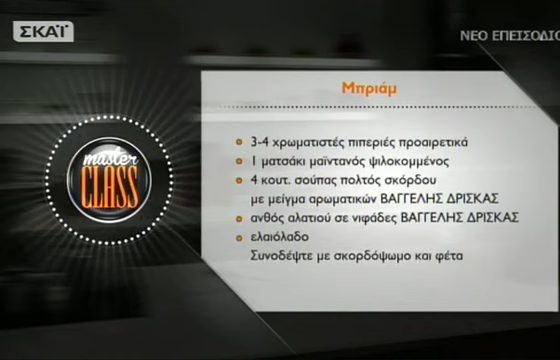 ΣΚΑΪ
ΝΕΟ ΕΠΕΙΣΟΔΙΟ
Μπριάμ
3-4 χρωματιστές πιπεριές προαιρετικά
1 ματσάκι μαϊντανός ψιλοκομμένος
4 κουτ. σούπας πολτός σκόρδου
με μείγμα αρωματικών ΒΑΓΓΕΛΗΣ ΔΡΙΣΚΑΣ
ανθός αλατιού σε νιφάδες ΒΑΓΓΕΛΗΣ ΔΡΙΣΚΑΣ
ελαιόλαδο
Συνοδέψτε με σκορδόψωμο και φέτα
master
CLASS